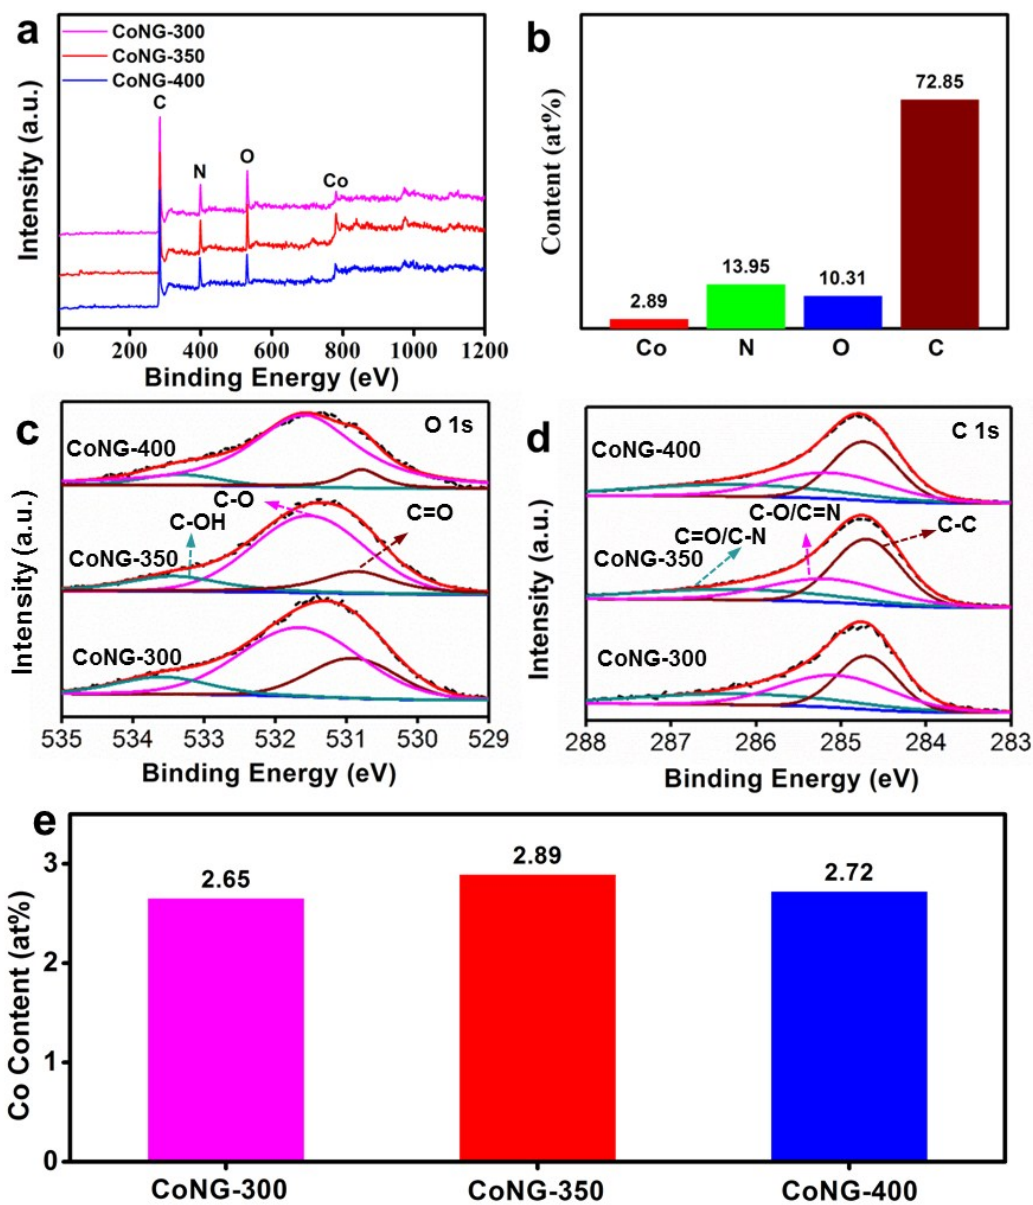 a
CoNG-300
CoNG-350
CoNG-400
C
N
O
Co
Intensity (a.u.)
0 200 400 600 800 1000 1200
Binding Energy (eV)
b
Content (at%)
2.89
13.95
10.31
72.85
Co N O C
c
O 1s
CoNG-400
C-O
C-OH
C=O
CoNG-350
CoNG-300
Intensity (a.u.)
535 534 533 532 531 530 529
Binding Energy (eV)
d
C 1s
CoNG-400
C-O/C=N
C=O/C-N
C-C
CoNG-350
CoNG-300
Intensity (a.u.)
288 287 286 285 284 283
Binding Energy (eV)
e
Co Content (at%)
3
2
1
0
2.65
2.89
2.72
CoNG-300 CoNG-350 CoNG-400